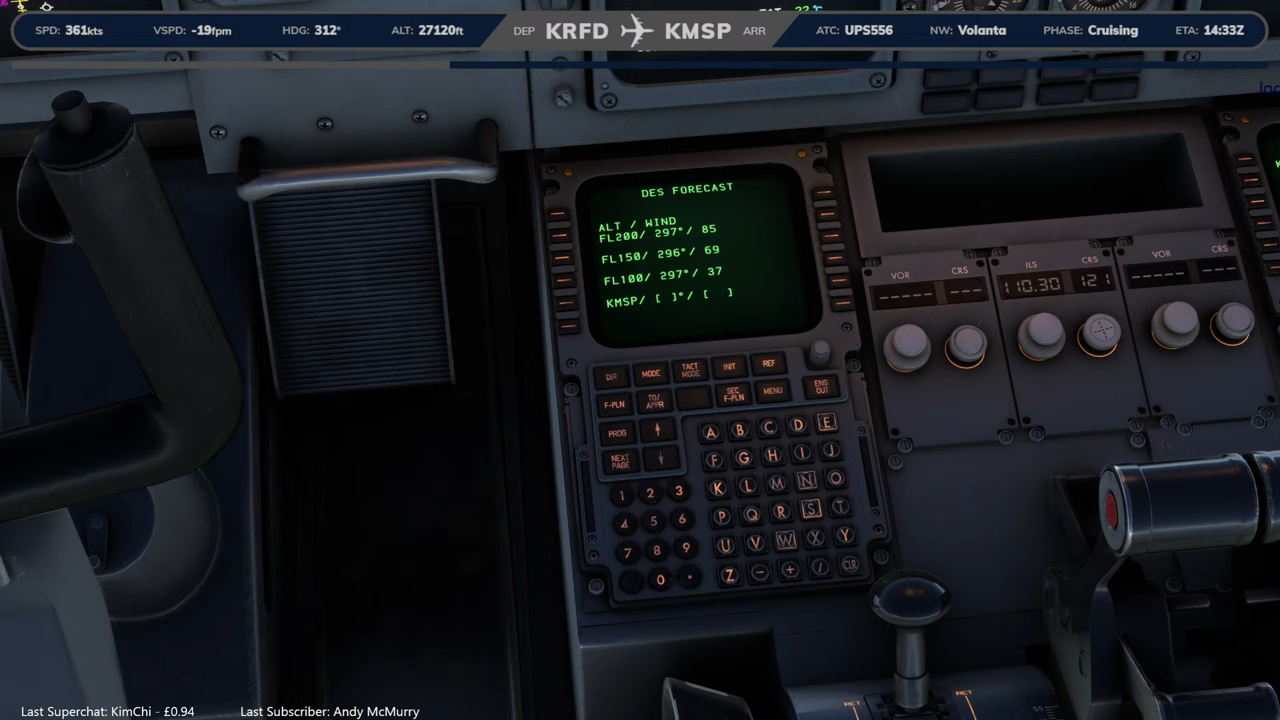 SPD: 361kts VSPD: -19fpm HDG: 312° ALT: 27120ft DEP KRFD KMSP ARR ATC: UPS556 NW: Volanta PHASE: Cruising ETA: 14:33Z
DES FORECAST
ALT / WIND
FL200/ 297°/ 85
FL150/ 296°/ 69
FL100/ 297°/ 37
KMSP/ [ ]°/ [ ]
VOR CRS
----- ---
ILS CRS
110.30 121
VOR CRS
----- ---
DIR MODE TACT MODE INIT REF
F-PLN TO/ APPR SEC F-PLN MENU ENG OUT
PROG
NEXT PAGE
A B C D E
F G H I J
K L M N O
P Q R S T
U V W X Y
Z - + / CLR
1 2 3
4 5 6
7 8 9
0 .
RET RET
Last Superchat: KimChi - £0.94 Last Subscriber: Andy McMurry